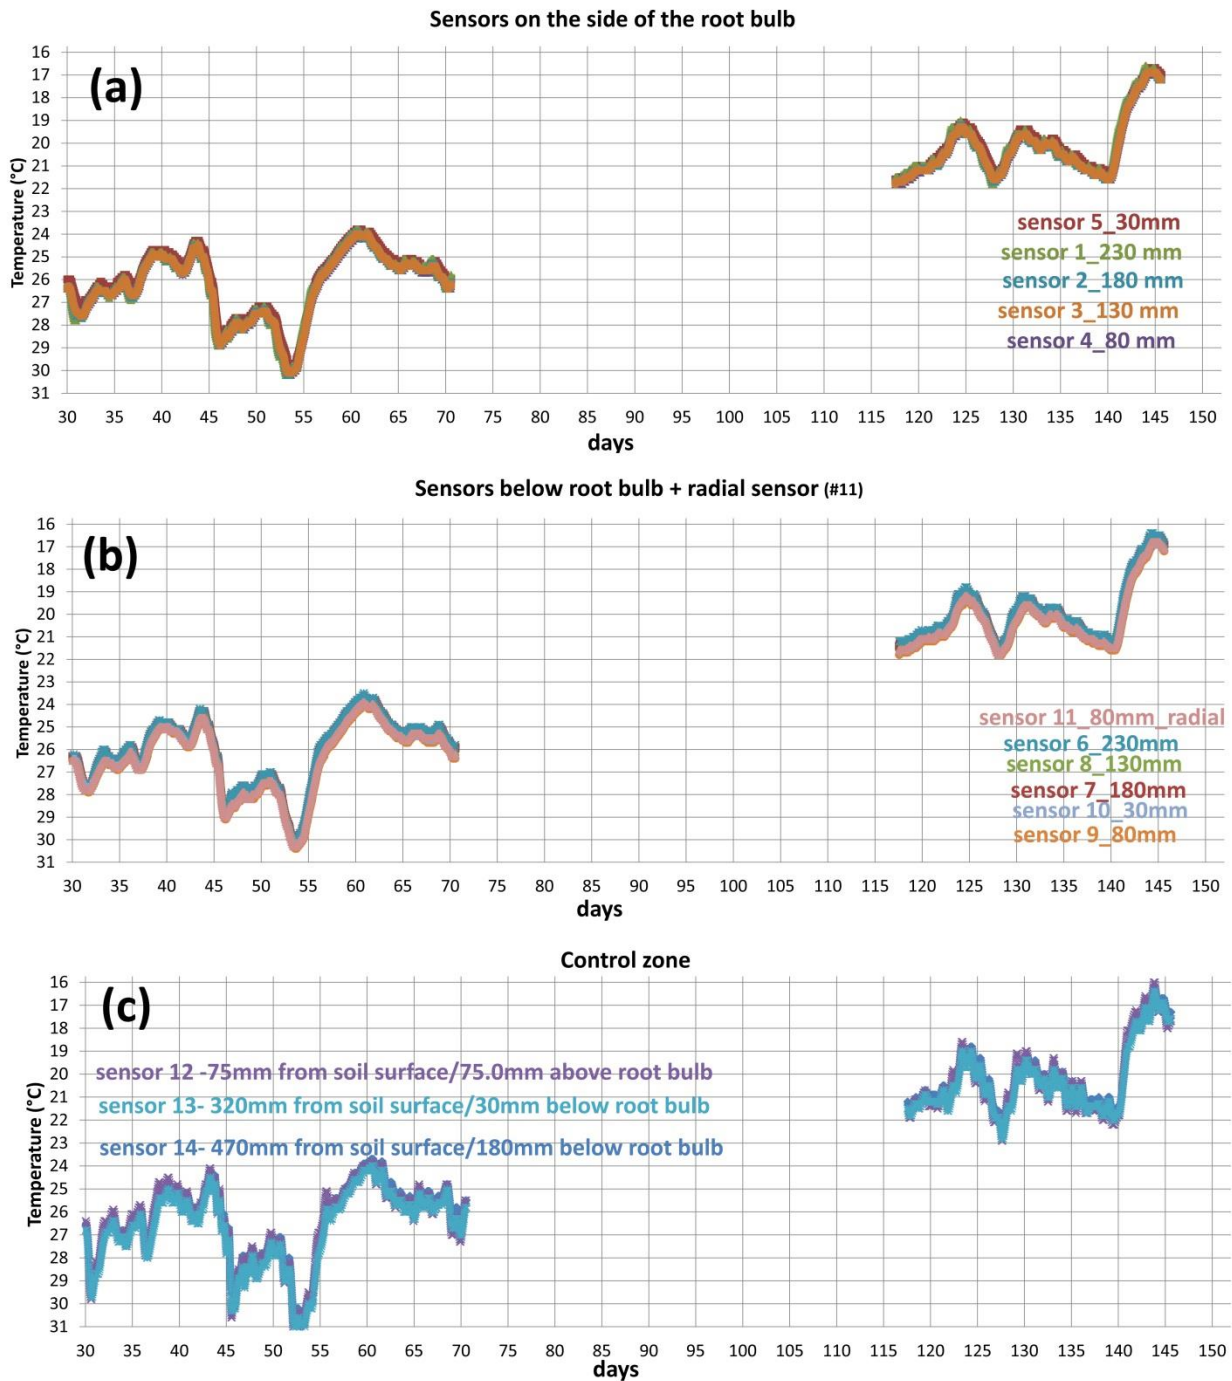 Sensors on the side of the root bulb
(a)
Temperature (°C)
16
17
18
19
20
21
22
23
24
25
26
27
28
29
30
31
sensor 5_30mm
sensor 1_230 mm
sensor 2_180 mm
sensor 3_130 mm
sensor 4_80 mm
30 35 40 45 50 55 60 65 70 75 80 85 90 95 100 105 110 115 120 125 130 135 140 145 150
days
Sensors below root bulb + radial sensor (#11)
(b)
Temperature (°C)
16
17
18
19
20
21
22
23
24
25
26
27
28
29
30
31
sensor 11_80mm_radial
sensor 6_230mm
sensor 8_130mm
sensor 7_180mm
sensor 10_30mm
sensor 9_80mm
30 35 40 45 50 55 60 65 70 75 80 85 90 95 100 105 110 115 120 125 130 135 140 145 150
days
Control zone
(c)
Temperature (°C)
16
17
18
19
20
21
22
23
24
25
26
27
28
29
30
31
sensor 12 -75mm from soil surface/75.0mm above root bulb
sensor 13- 320mm from soil surface/30mm below root bulb
sensor 14- 470mm from soil surface/180mm below root bulb
30 35 40 45 50 55 60 65 70 75 80 85 90 95 100 105 110 115 120 125 130 135 140 145 150
days